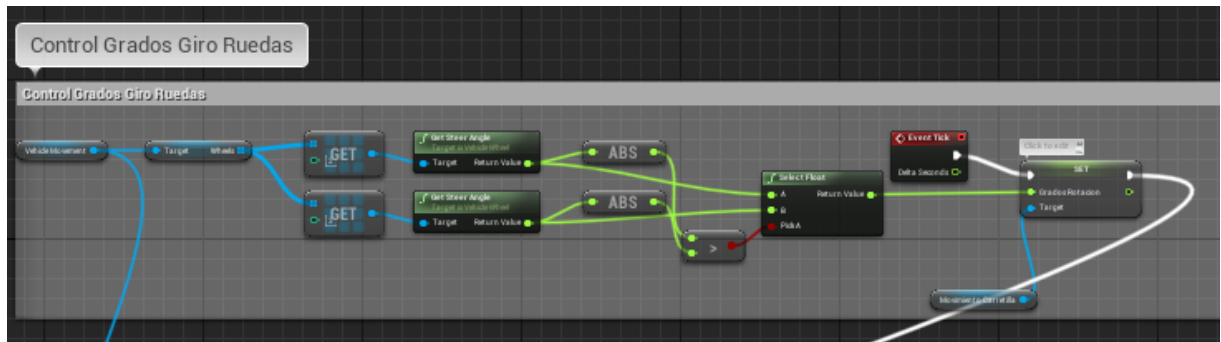 Control Grados Giro Ruedas
Control Grados Giro Ruedas
Vehicle Movement
Target Wheels
GET
Get Steer Angle
Target is Vehicle Wheel
Target Return Value
ABS
GET
Get Steer Angle
Target is Vehicle Wheel
Target Return Value
ABS
>
Select Float
A Return Value
B
Pick A
Event Tick
Delta Seconds
Click to edit
SET
Grados Rotacion
Target
Movimiento Carretilla